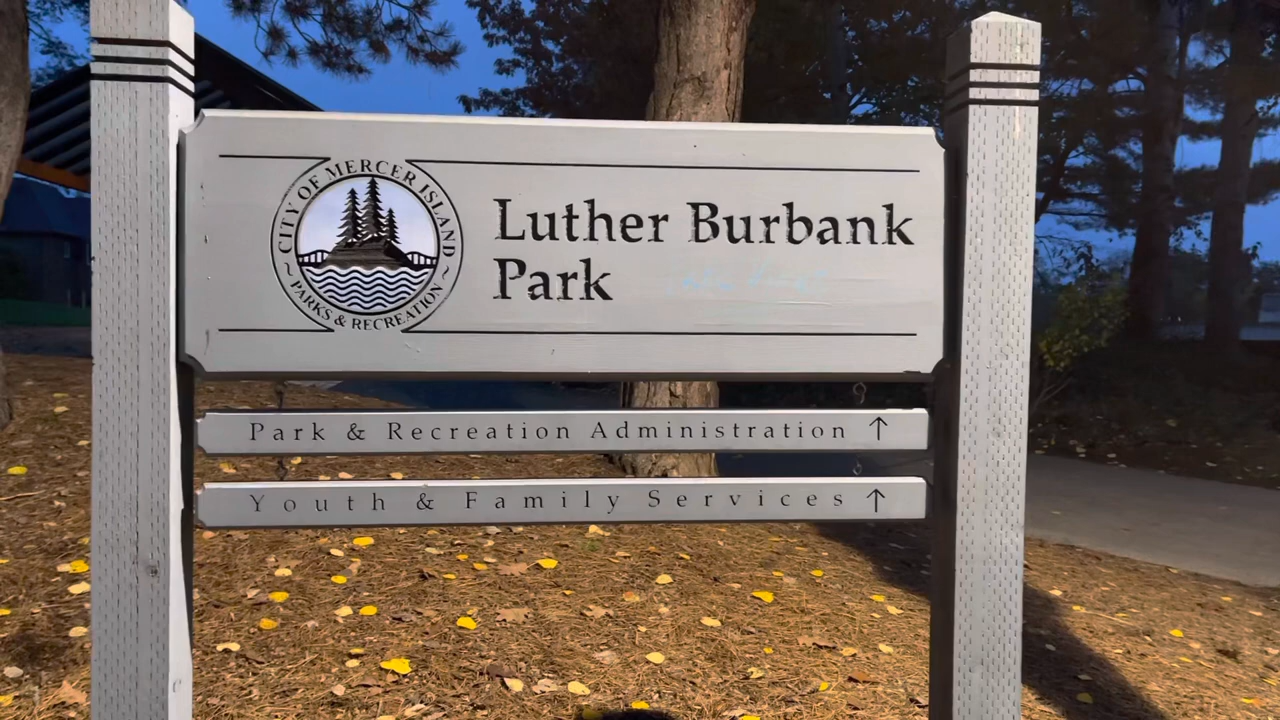 CITY OF MERCER ISLAND
~ PARKS & RECREATION ~
Luther Burbank
Park
Park & Recreation Administration ↑
Youth & Family Services ↑